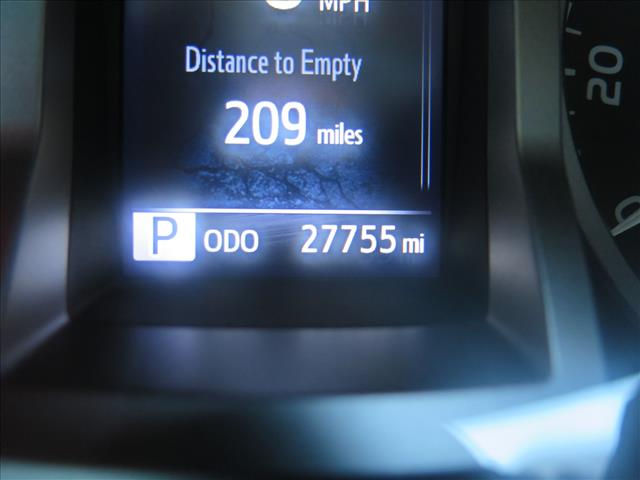 MPH
Distance to Empty
209 miles
P ODO 27755 mi
20